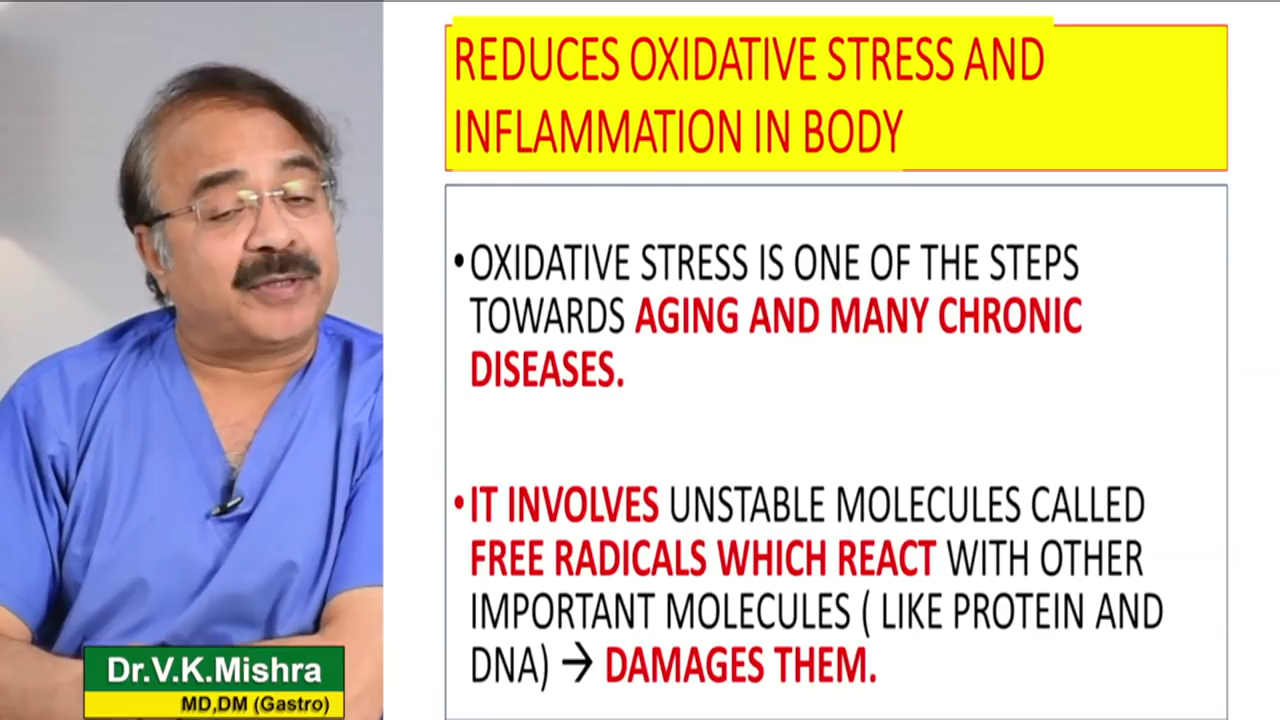 REDUCES OXIDATIVE STRESS AND
INFLAMMATION IN BODY
•OXIDATIVE STRESS IS ONE OF THE STEPS
TOWARDS AGING AND MANY CHRONIC
DISEASES.
•IT INVOLVES UNSTABLE MOLECULES CALLED
FREE RADICALS WHICH REACT WITH OTHER
IMPORTANT MOLECULES ( LIKE PROTEIN AND
DNA) → DAMAGES THEM.
Dr.V.K.Mishra
MD,DM (Gastro)